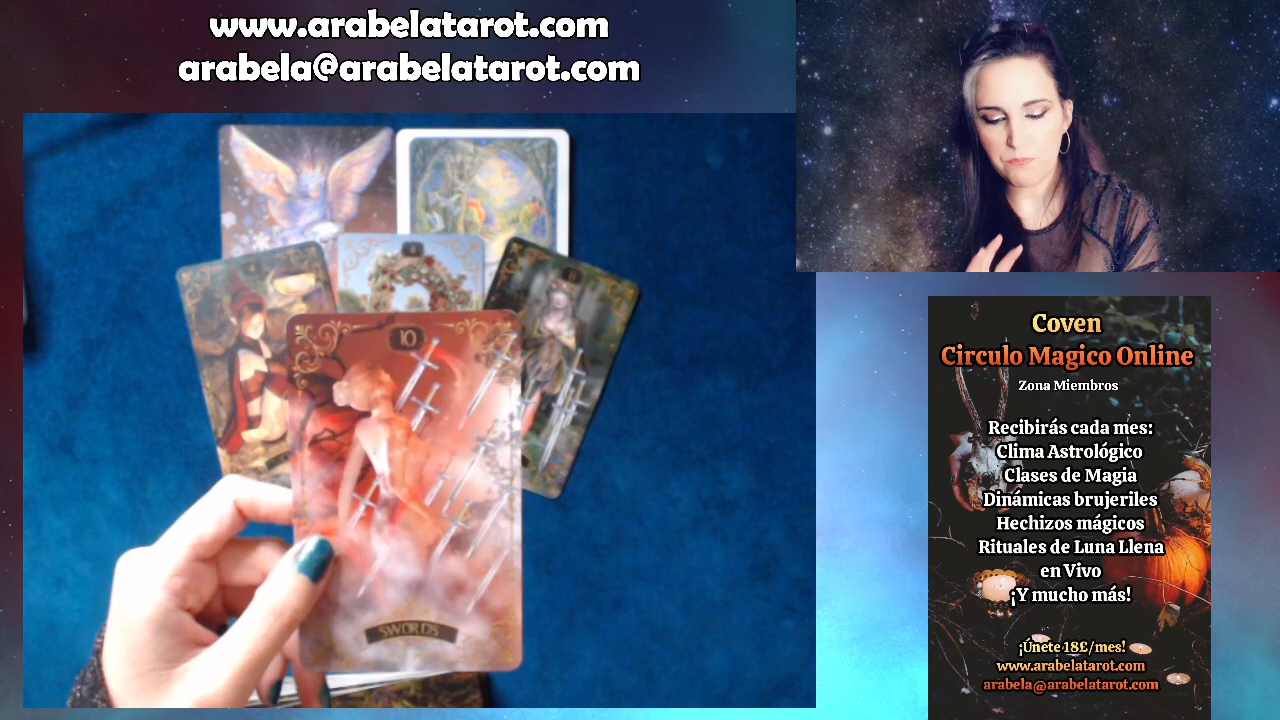 www.arabelatarot.com
arabela@arabelatarot.com
10
SWORDS
Coven
Circulo Magico Online
Zona Miembros
Recibirás cada mes:
Clima Astrológico
Clases de Magia
Dinámicas brujeriles
Hechizos mágicos
Rituales de Luna Llena
en Vivo
¡Y mucho más!
¡Únete 18£/mes!
www.arabelatarot.com
arabela@arabelatarot.com